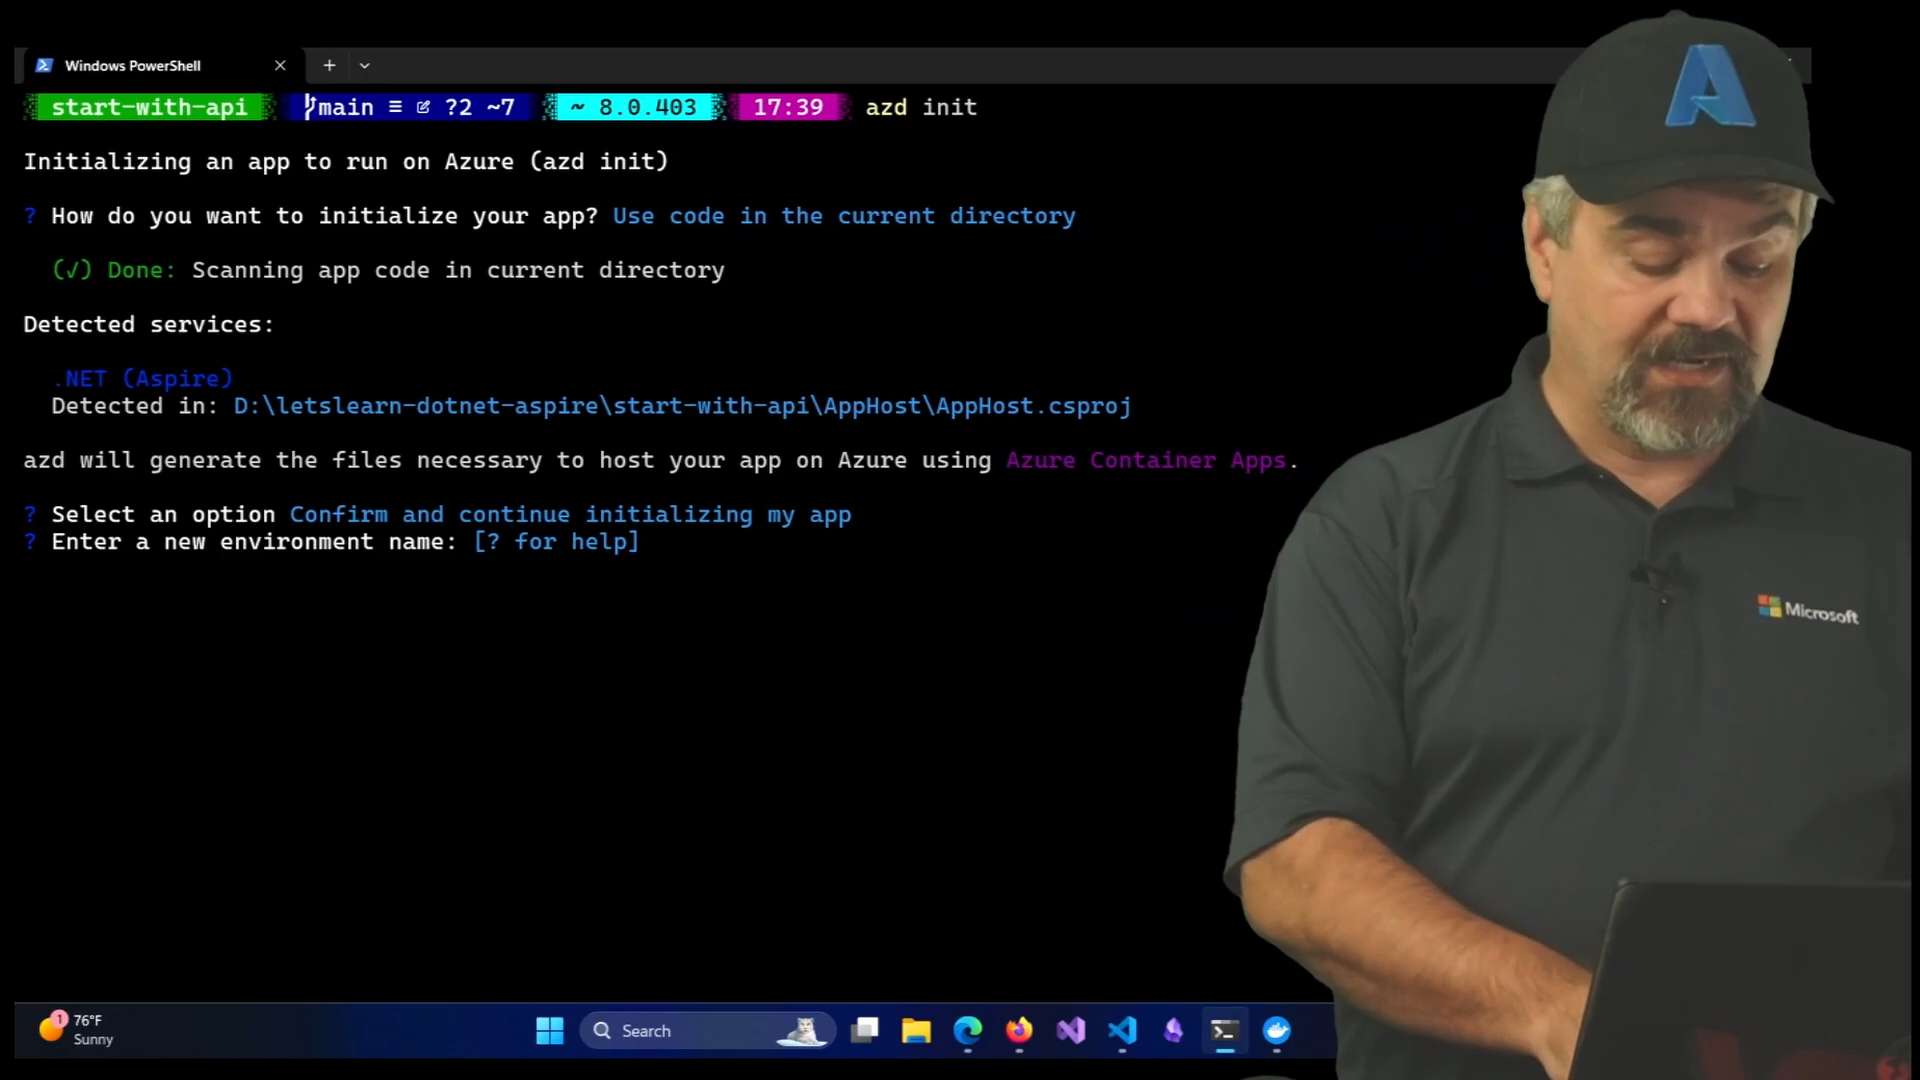 Windows PowerShell
start-with-api main ≡ ?2 ~7 ~ 8.0.403 17:39 azd init
Initializing an app to run on Azure (azd init)
? How do you want to initialize your app? Use code in the current directory
(√) Done: Scanning app code in current directory
Detected services:
.NET (Aspire)
Detected in: D:\letslearn-dotnet-aspire\start-with-api\AppHost\AppHost.csproj
azd will generate the files necessary to host your app on Azure using Azure Container Apps.
? Select an option Confirm and continue initializing my app
? Enter a new environment name: [? for help]
Microsoft
1
76°F
Sunny
Search